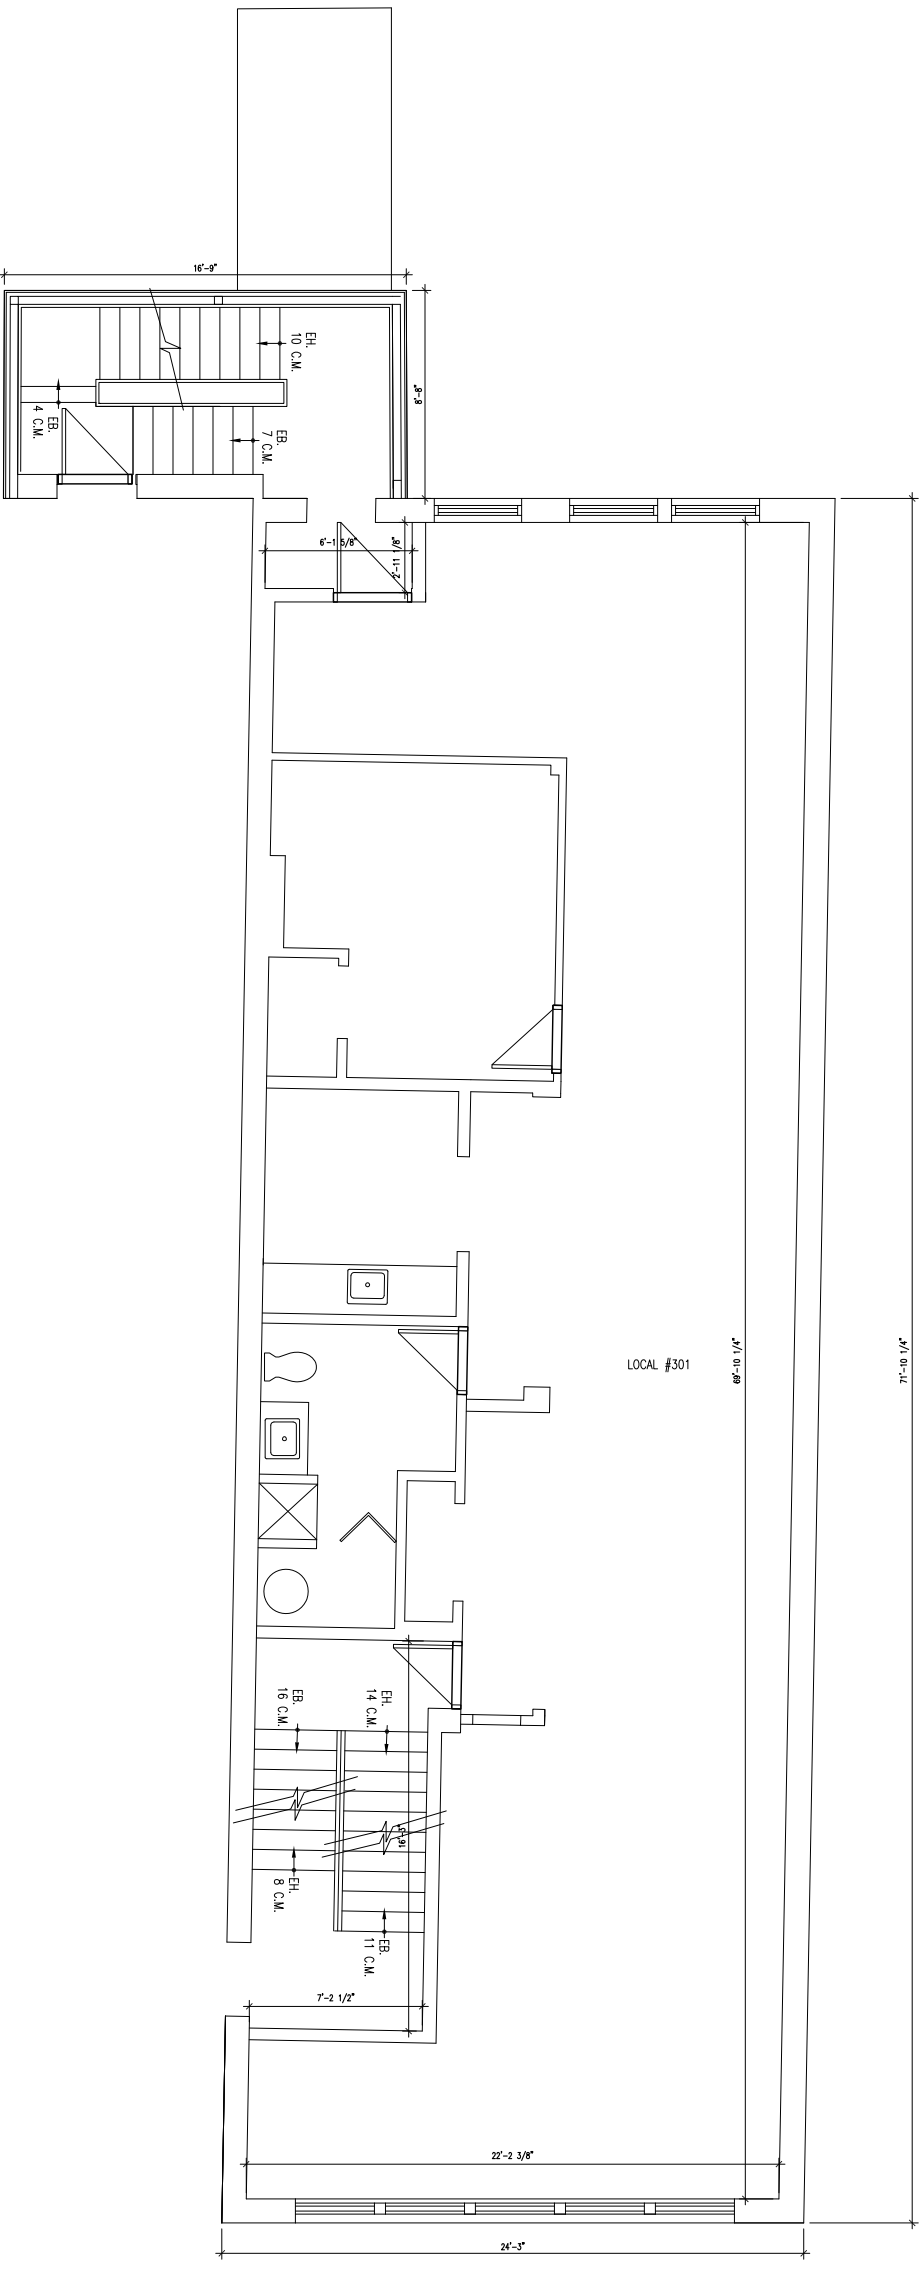 16'-9"
EH.
10 C.M.
8'-8"
EB.
4 C.M.
EB.
7 C.M.
6'-1 5/8"
2'-11 1/8"
LOCAL #301
69'-10 1/4"
71'-10 1/4"
EB.
16 C.M.
EH.
14 C.M.
16'-3"
EH.
8 C.M.
EB.
11 C.M.
7'-2 1/2"
22'-2 3/8"
24'-3"